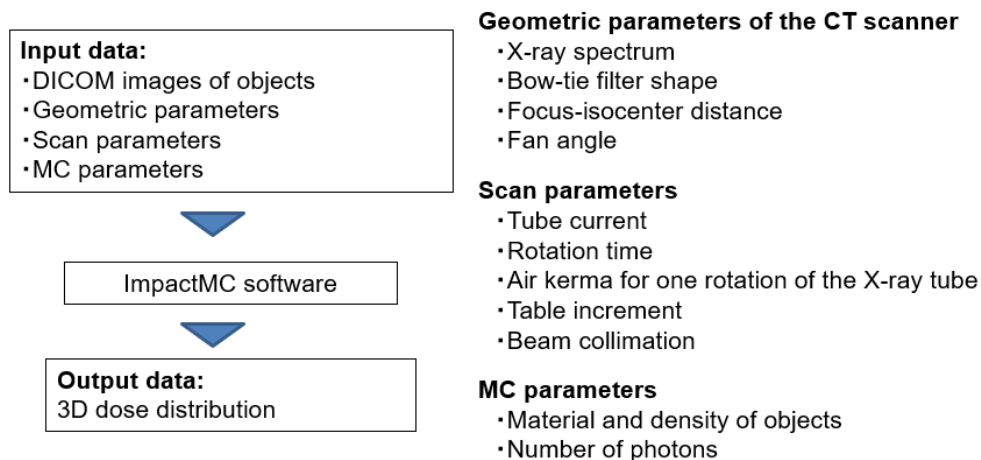 Input data:
・DICOM images of objects
・Geometric parameters
・Scan parameters
・MC parameters
ImpactMC software
Output data:
3D dose distribution
Geometric parameters of the CT scanner
・X-ray spectrum
・Bow-tie filter shape
・Focus-isocenter distance
・Fan angle
Scan parameters
・Tube current
・Rotation time
・Air kerma for one rotation of the X-ray tube
・Table increment
・Beam collimation
MC parameters
・Material and density of objects
・Number of photons